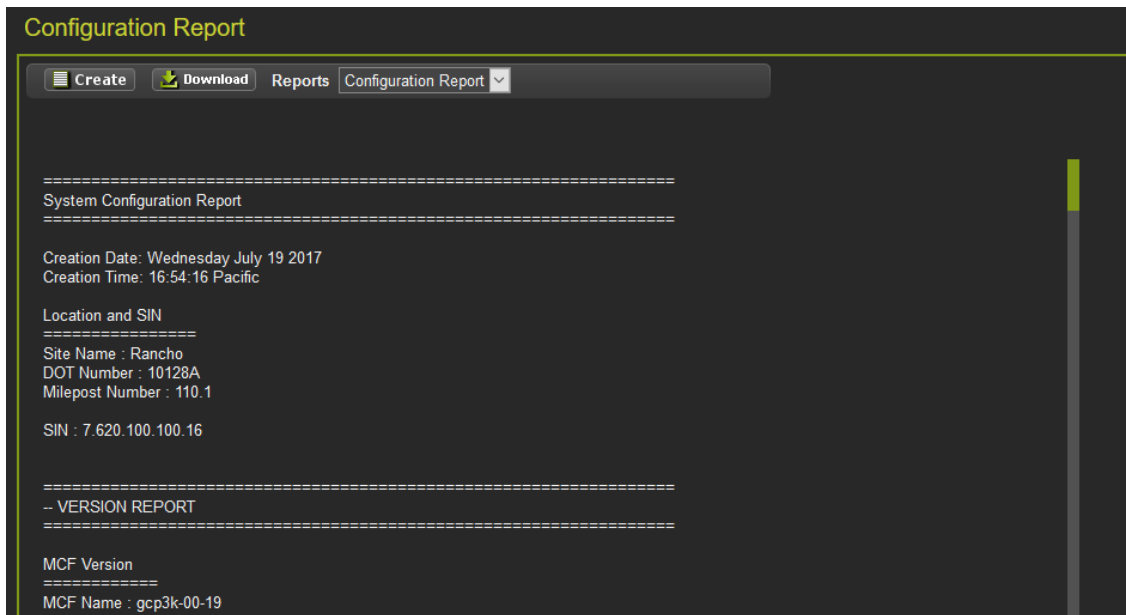 Configuration Report
Create Download Reports Configuration Report
==================================================================
System Configuration Report
==================================================================
Creation Date: Wednesday July 19 2017
Creation Time: 16:54:16 Pacific
Location and SIN
================
Site Name : Rancho
DOT Number : 10128A
Milepost Number : 110.1
SIN : 7.620.100.100.16
==================================================================
-- VERSION REPORT
==================================================================
MCF Version
============
MCF Name : gcp3k-00-19